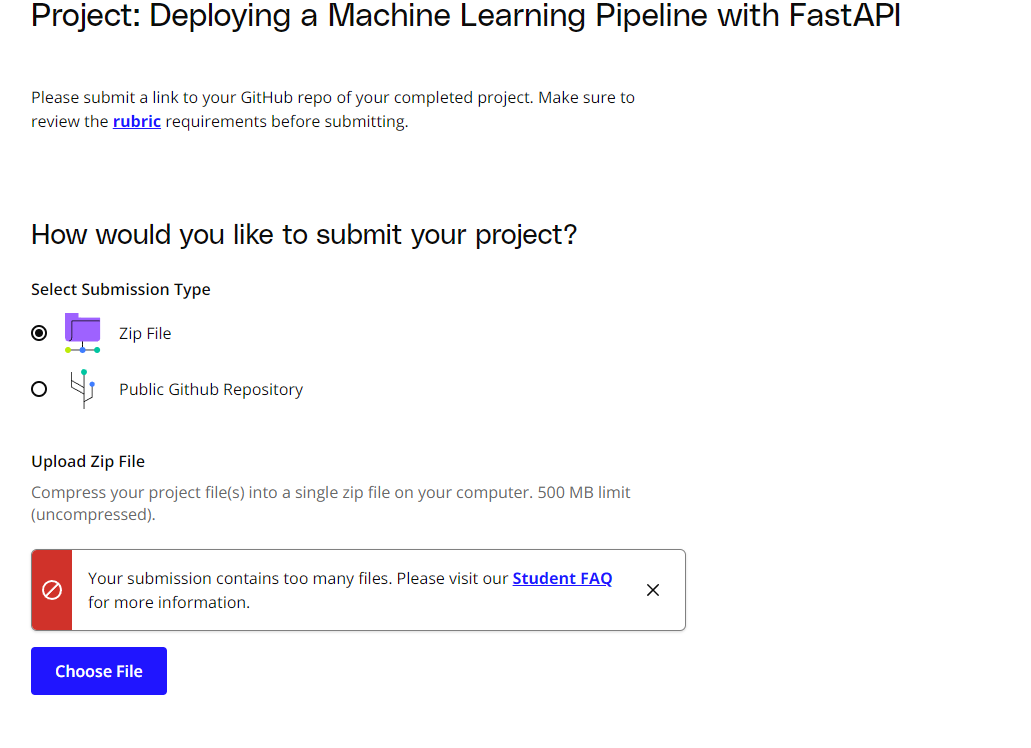 Project: Deploying a Machine Learning Pipeline with FastAPI
Please submit a link to your GitHub repo of your completed project. Make sure to
review the rubric requirements before submitting.
How would you like to submit your project?
Select Submission Type
Zip File
Public Github Repository
Upload Zip File
Compress your project file(s) into a single zip file on your computer. 500 MB limit
(uncompressed).
Your submission contains too many files. Please visit our Student FAQ
for more information.
Choose File